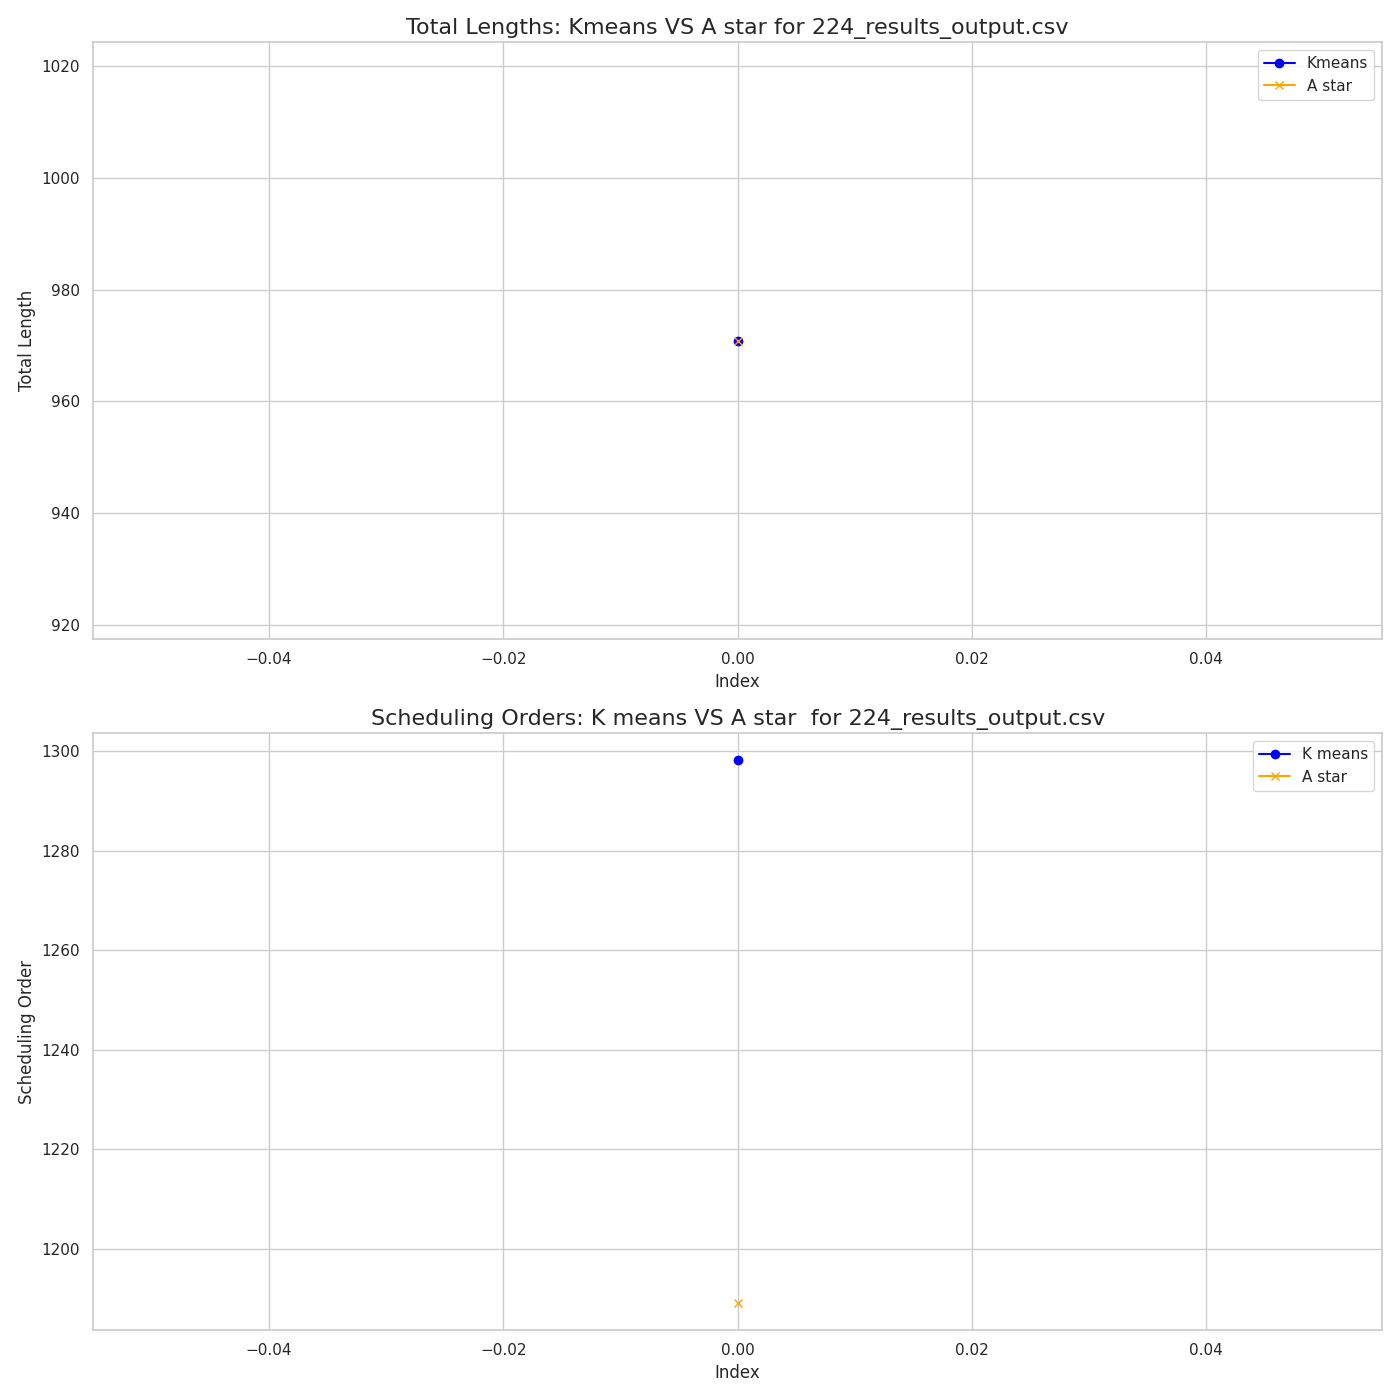 Total Lengths: Kmeans VS A star for 224_results_output.csv
Kmeans
A star
Total Length
1020
1000
980
960
940
920
−0.04
−0.02
0.00
0.02
0.04
Index
Scheduling Orders: K means VS A star  for 224_results_output.csv
K means
A star
Scheduling Order
1300
1280
1260
1240
1220
1200
−0.04
−0.02
0.00
0.02
0.04
Index